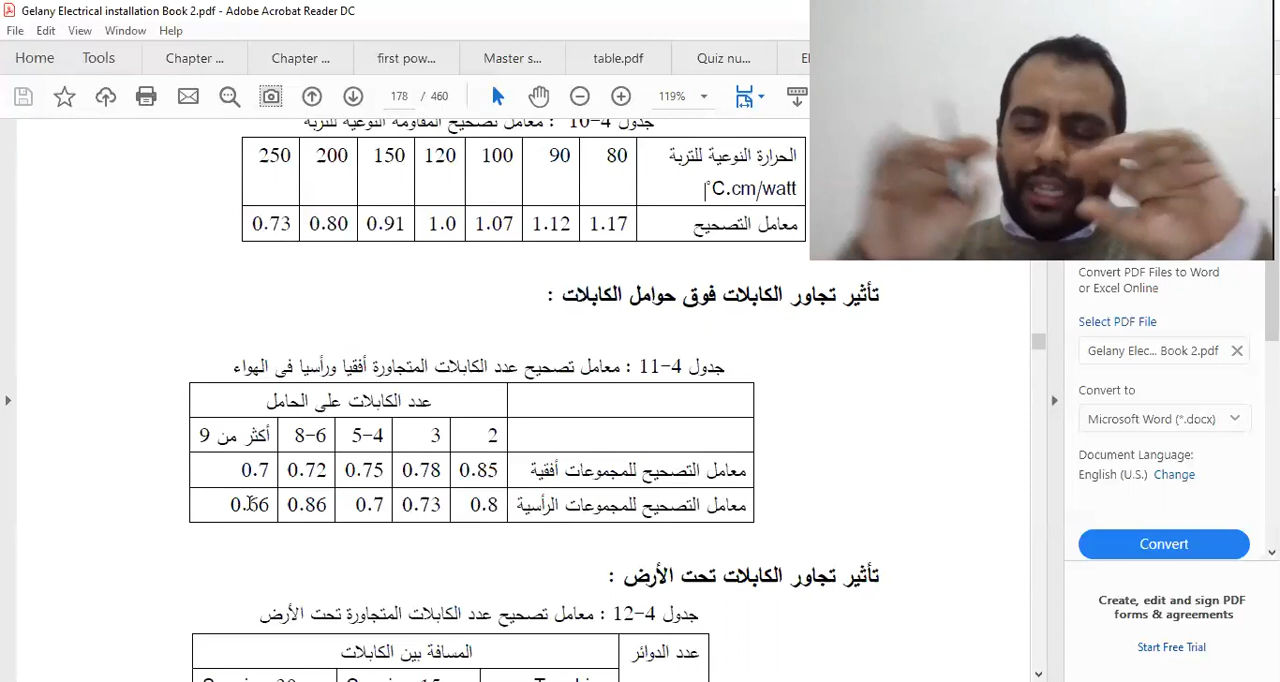 Gelany Electrical installation Book 2.pdf - Adobe Acrobat Reader DC
File Edit View Window Help
Home Tools Chapter ... Chapter ... first pow... Master s... table.pdf Quiz nu...
178 / 460 119%
جدول 4-10 : معامل تصحيح المقاومة النوعية للتربة
الحرارة النوعية للتربة 80 90 100 120 150 200 250
°C.cm/watt
معامل التصحيح 1.17 1.12 1.07 1.0 0.91 0.80 0.73
تأثير تجاور الكابلات فوق حوامل الكابلات :
جدول 4-11 : معامل تصحيح عدد الكابلات المتجاورة أفقيا ورأسيا فى الهواء
عدد الكابلات على الحامل
2 3 4-5 6-8 أكثر من 9
معامل التصحيح للمجموعات أفقية 0.85 0.78 0.75 0.72 0.7
معامل التصحيح للمجموعات الرأسية 0.8 0.73 0.7 0.86 0.66
تأثير تجاور الكابلات تحت الأرض :
جدول 4-12 : معامل تصحيح عدد الكابلات المتجاورة تحت الأرض
عدد الدوائر المسافة بين الكابلات
Convert PDF Files to Word
or Excel Online
Select PDF File
Gelany Elec... Book 2.pdf
Convert to
Microsoft Word (*.docx)
Document Language:
English (U.S.) Change
Convert
Create, edit and sign PDF
forms & agreements
Start Free Trial